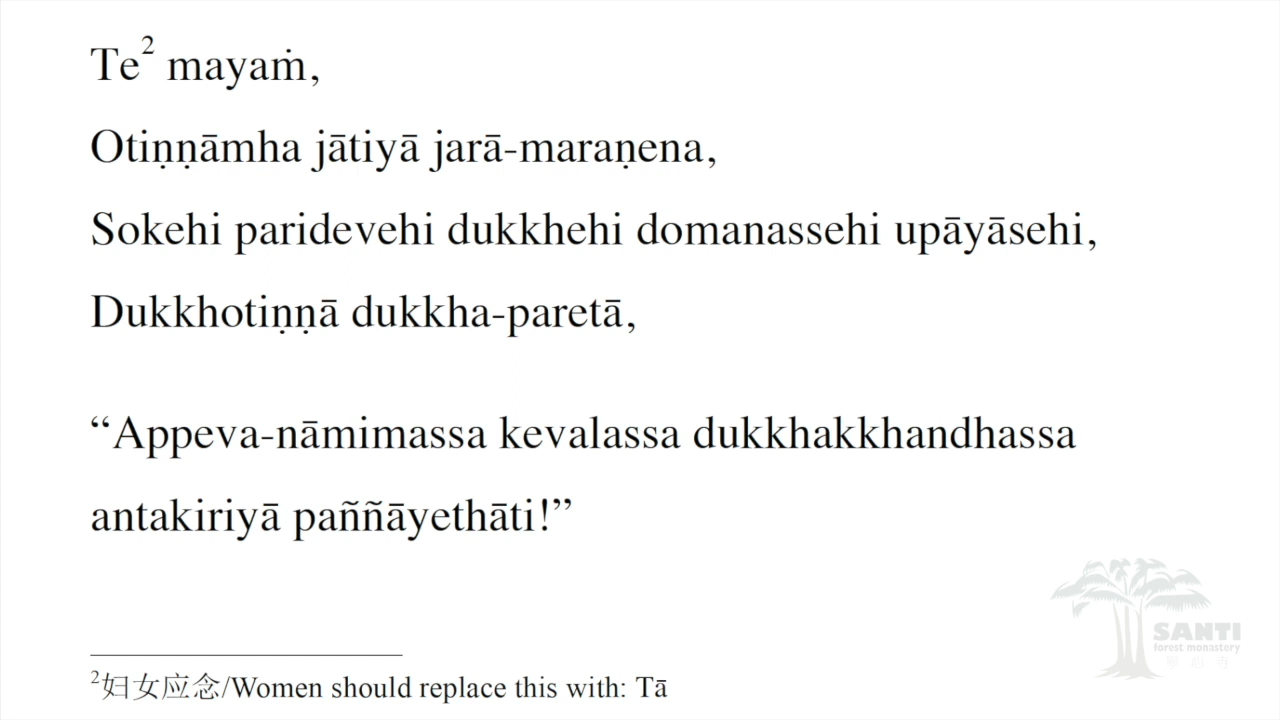 Te² mayaṁ,
Otiṇṇāmha jātiyā jarā-maraṇena,
Sokehi paridevehi dukkhehi domanassehi upāyāsehi,
Dukkhotiṇṇā dukkha-paretā,
“Appeva-nāmimassa kevalassa dukkhakkhandhassa
antakiriyā paññāyethāti!”
SANTI
forest monastery
²妇女应念/Women should replace this with: Tā